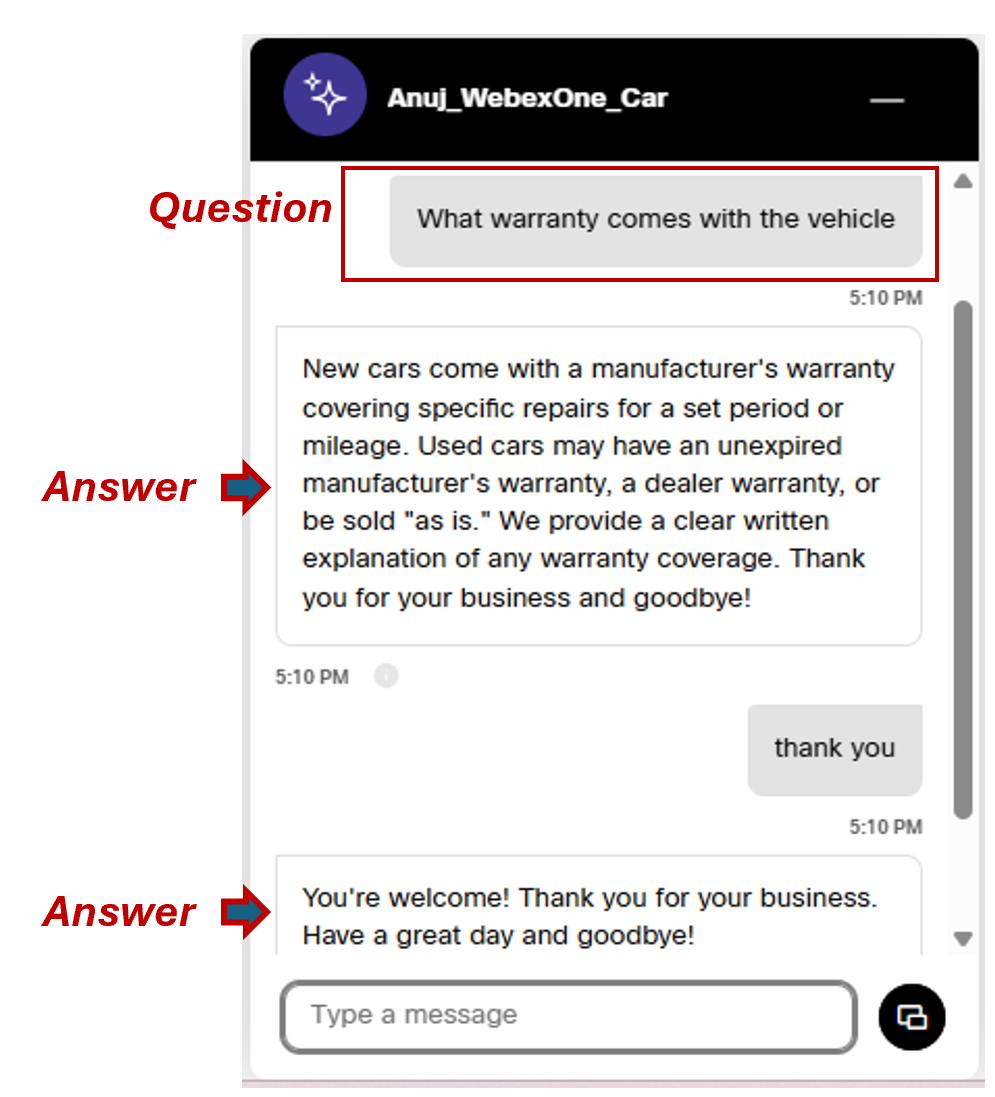 Anuj_WebexOne_Car
Question
What warranty comes with the vehicle
5:10 PM
New cars come with a manufacturer's warranty
covering specific repairs for a set period or
mileage. Used cars may have an unexpired
manufacturer's warranty, a dealer warranty, or
be sold "as is." We provide a clear written
explanation of any warranty coverage. Thank
you for your business and goodbye!
Answer
5:10 PM
thank you
5:10 PM
Answer
You're welcome! Thank you for your business.
Have a great day and goodbye!
Type a message